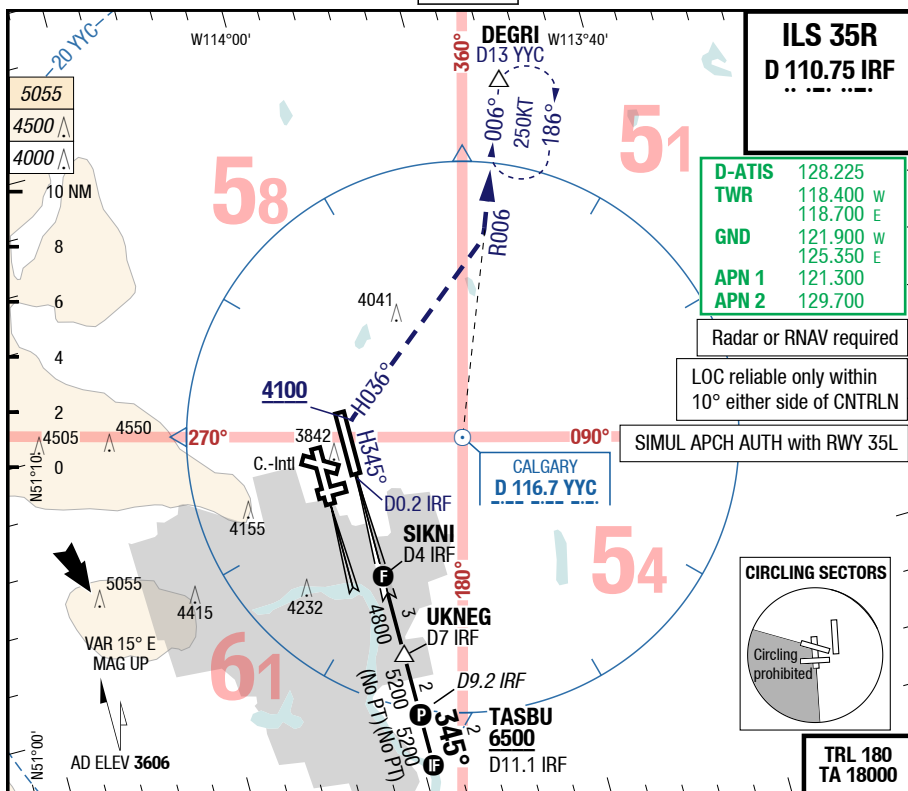 ILS 35R
D 110.75 IRF
D-ATIS 128.225
TWR 118.400 W
118.700 E
GND 121.900 W
125.350 E
APN 1 121.300
APN 2 129.700
Radar or RNAV required
LOC reliable only within
10° either side of CNTRLN
SIMUL APCH AUTH with RWY 35L
20 YYC
W114°00'
W113°40'
5055
4500
4000
10 NM
8
6
4
2
0
N51°10'
N51°00'
DEGRI
D13 YYC
360°
006°
250KT
186°
R006
58
51
54
61
4041
4100
H036°
H345°
270°
090°
180°
4505
4550
3842
C.-Intl
D0.2 IRF
CALGARY
D 116.7 YYC
4155
SIKNI
D4 IRF
F
5055
4415
4232
4800
3
UKNEG
D7 IRF
VAR 15° E
MAG UP
5200
(No PT)
2
D9.2 IRF
P
5200
(No PT)
345°
2
TASBU
6500
D11.1 IRF
IF
AD ELEV 3606
CIRCLING SECTORS
Circling
prohibited
TRL 180
TA 18000